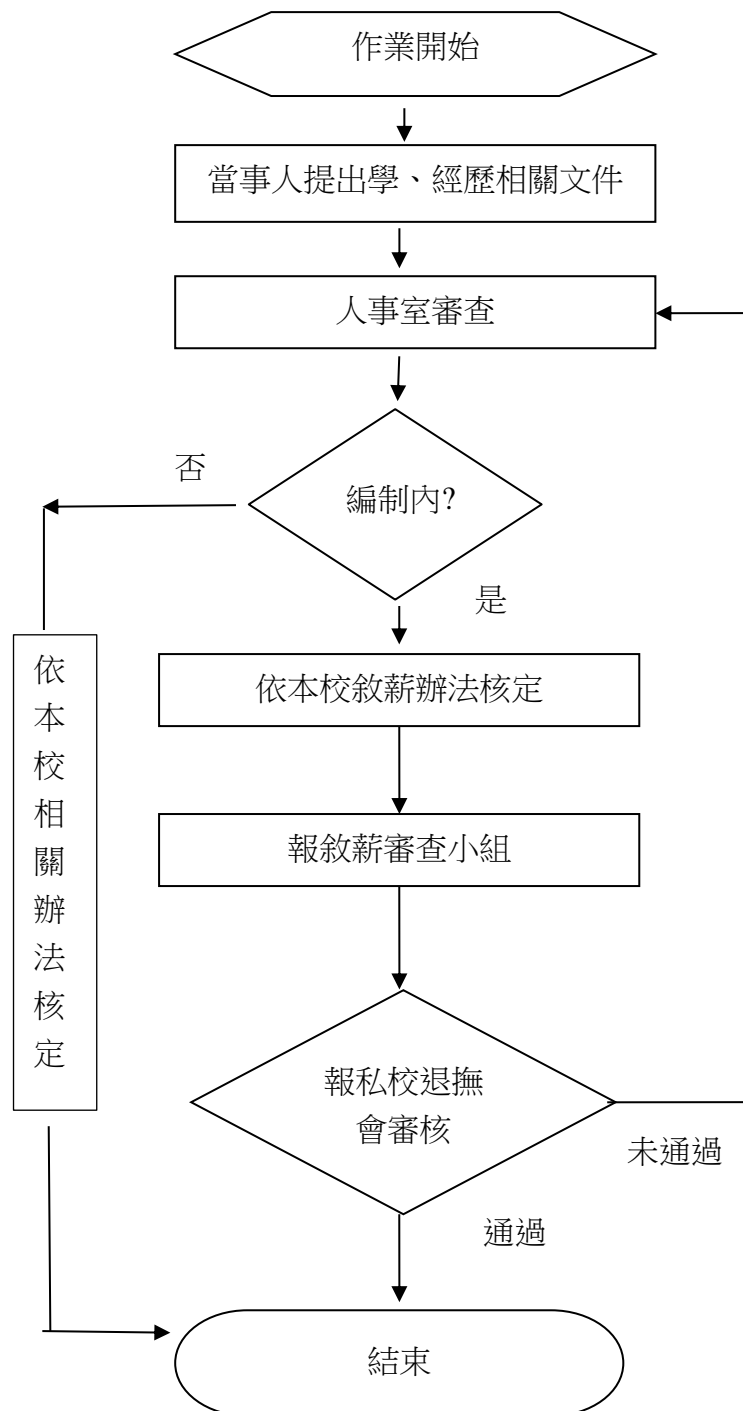 作業開始
當事人提出學、經歷相關文件
人事室審查
否
編制內?
是
依本校相關辦法核定
依本校敘薪辦法核定
報敘薪審查小組
報私校退撫
會審核
未通過
通過
結束